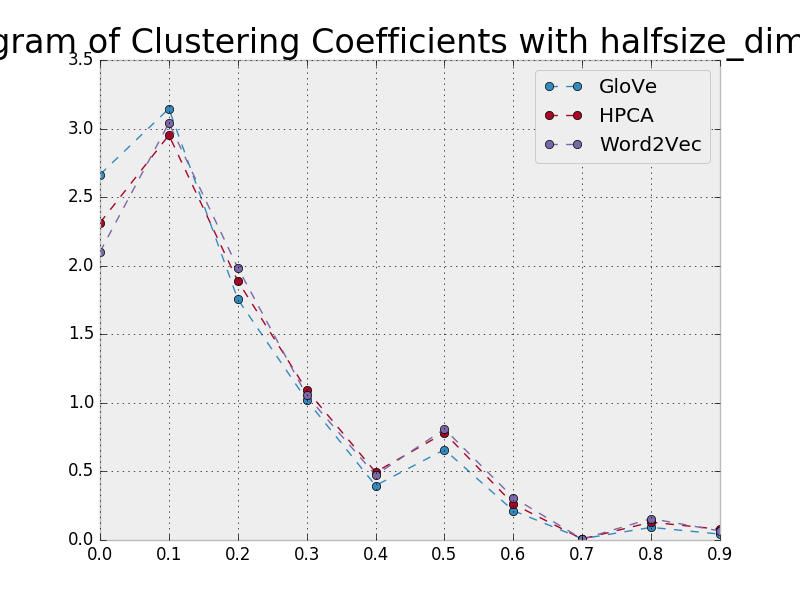 gram of Clustering Coefficients with halfsize_dim
3.5
3.0
2.5
2.0
1.5
1.0
0.5
0.0
GloVe
HPCA
Word2Vec
0.0 0.1 0.2 0.3 0.4 0.5 0.6 0.7 0.8 0.9